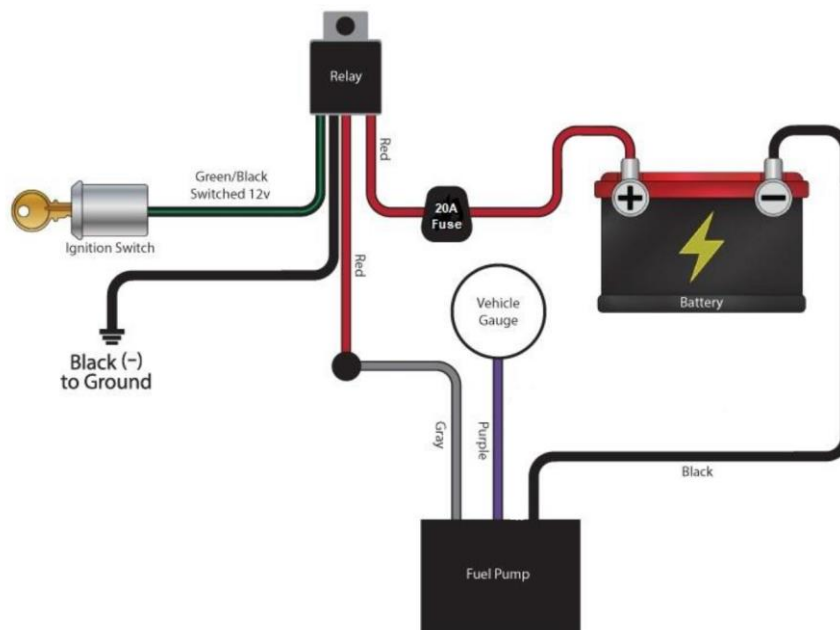 Relay
Red
Green/Black
Switched 12v
20A
Fuse
+
−
Ignition Switch
Red
Vehicle
Gauge
Battery
Black (-)
to Ground
Gray
Purple
Black
Fuel Pump